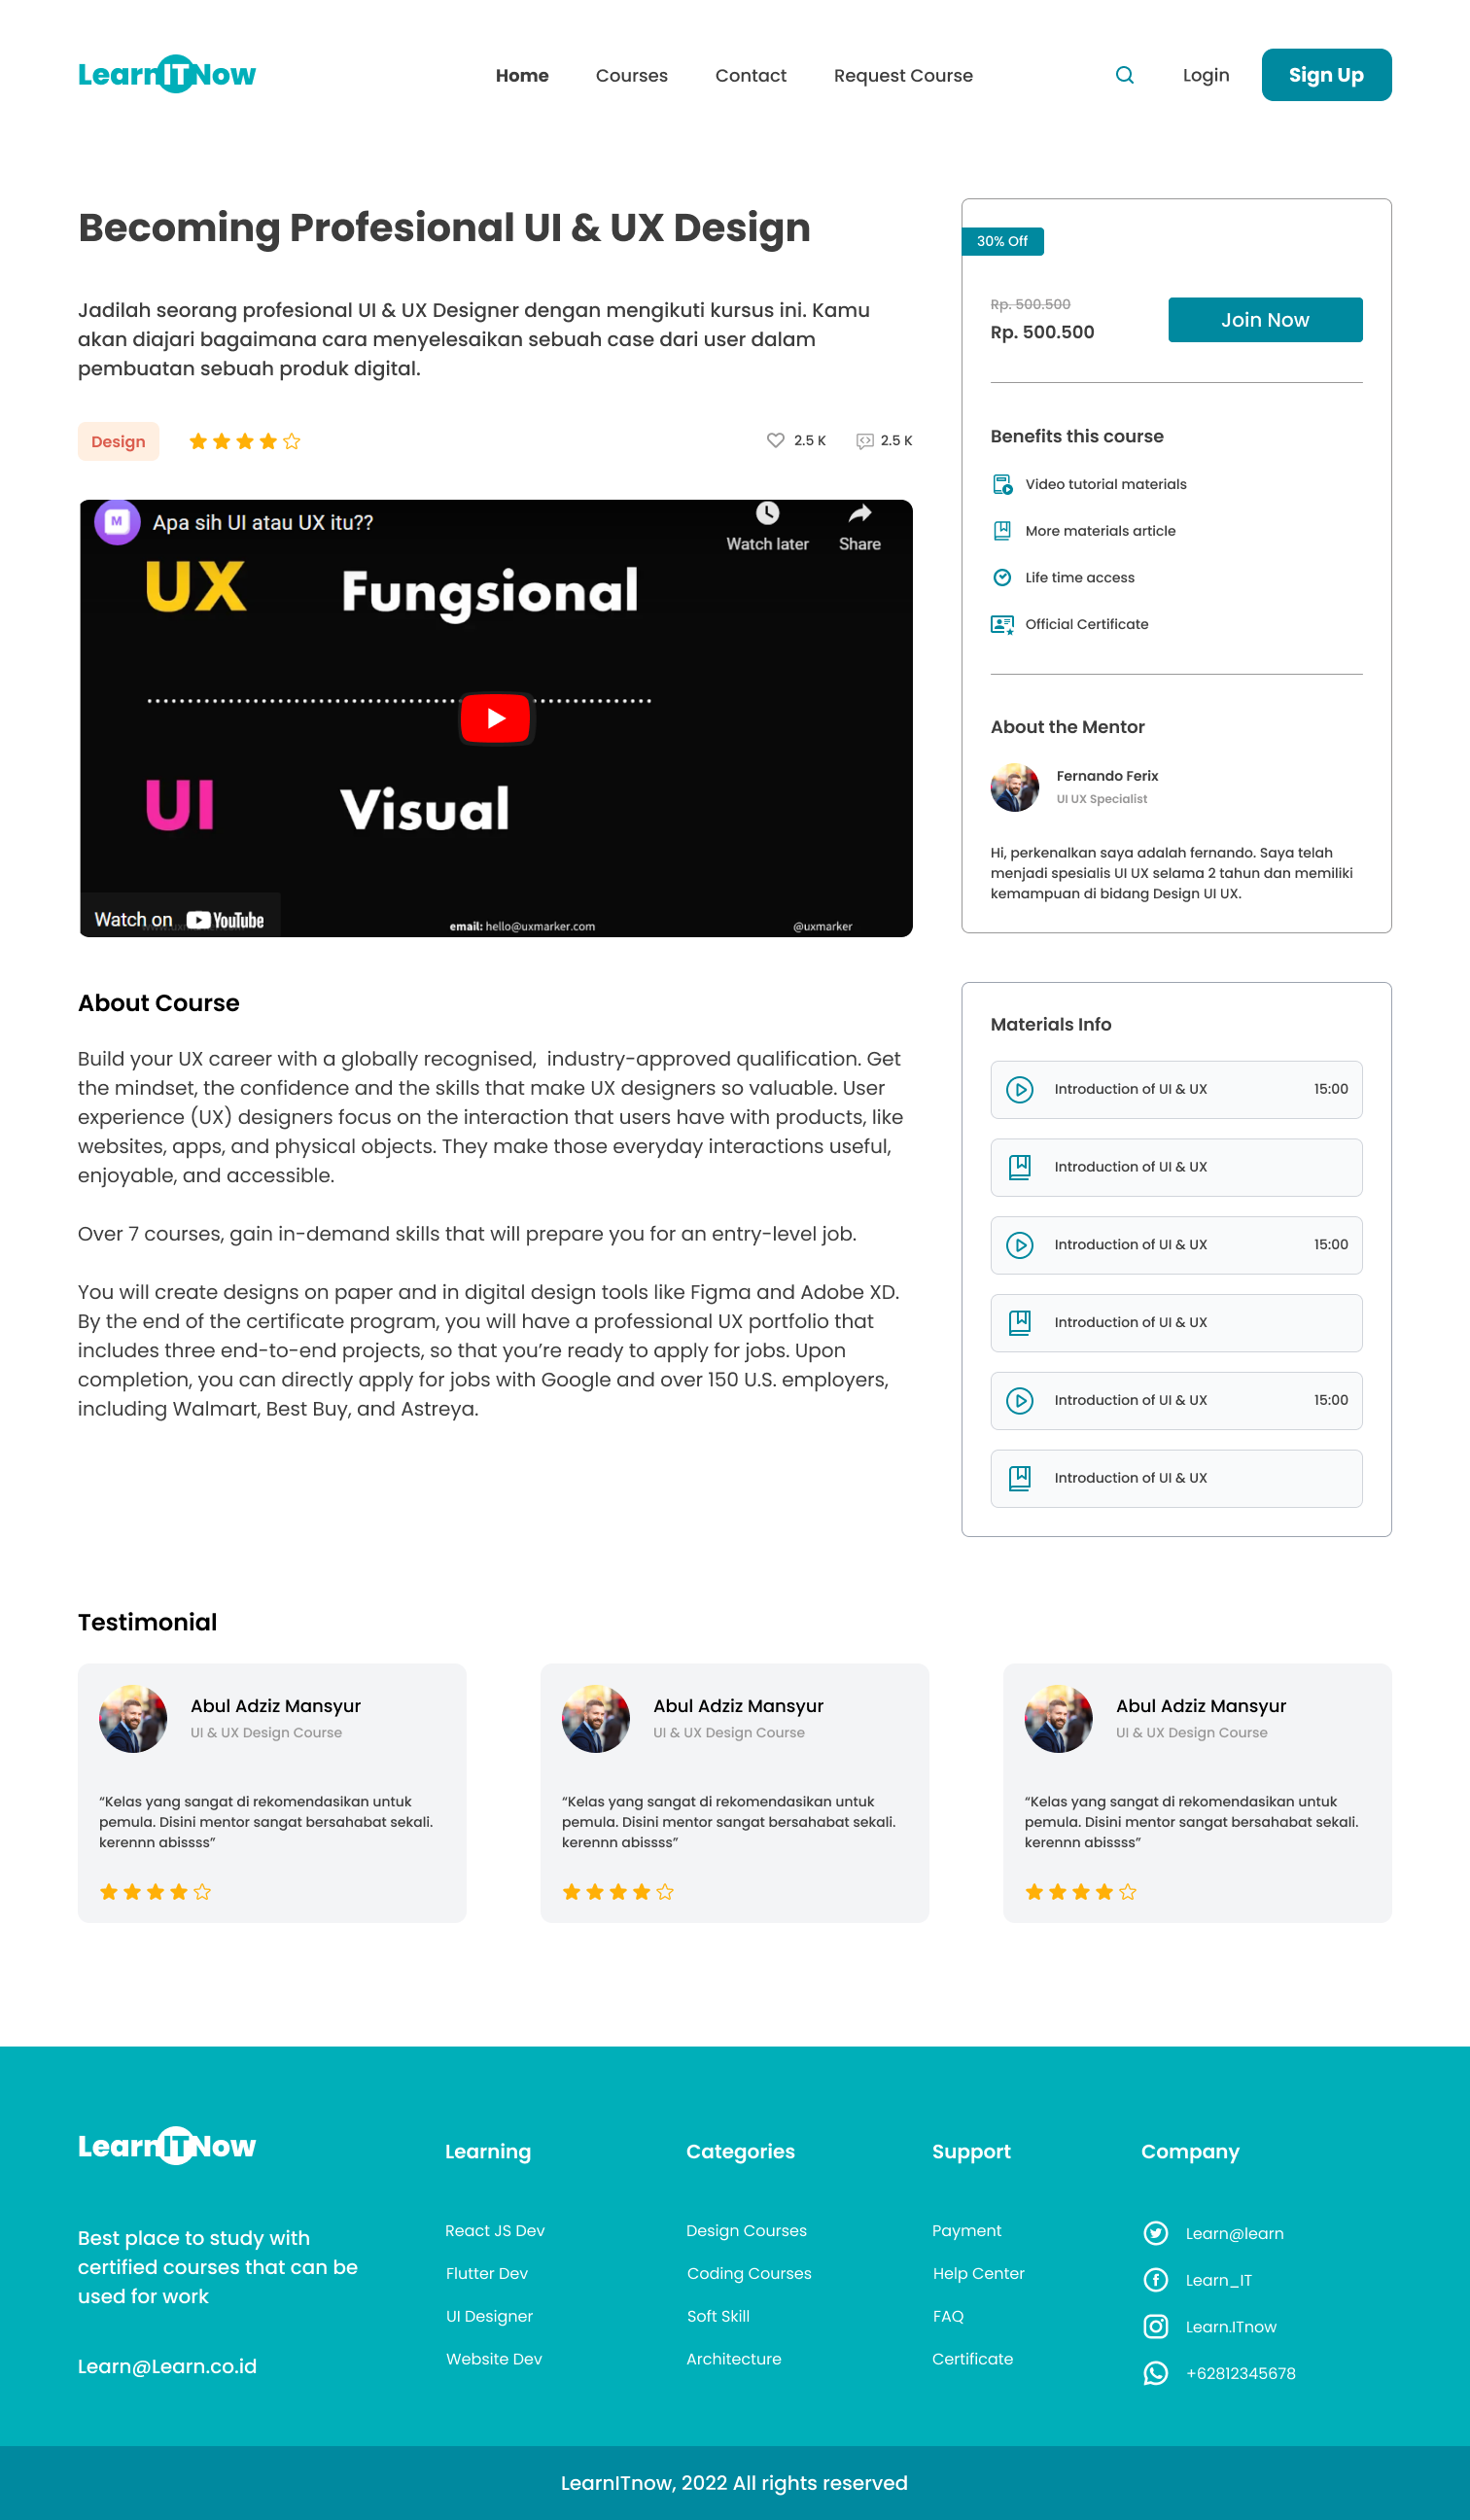 LearnITNow
Home
Courses
Contact
Request Course
Login
Sign Up
Becoming Profesional UI & UX Design
Jadilah seorang profesional UI & UX Designer dengan mengikuti kursus ini. Kamu
akan diajari bagaimana cara menyelesaikan sebuah case dari user dalam
pembuatan sebuah produk digital.
Design
2.5 K
2.5 K
M
Apa sih UI atau UX itu??
Watch later
Share
UX
Fungsional
UI
Visual
Watch on YouTube
email: hello@uxmarker.com
@uxmarker
30% Off
Rp. 500.500
Rp. 500.500
Join Now
Benefits this course
Video tutorial materials
More materials article
Life time access
Official Certificate
About the Mentor
Fernando Ferix
UI UX Specialist
Hi, perkenalkan saya adalah fernando. Saya telah
menjadi spesialis UI UX selama 2 tahun dan memiliki
kemampuan di bidang Design UI UX.
About Course
Build your UX career with a globally recognised,  industry-approved qualification. Get
the mindset, the confidence and the skills that make UX designers so valuable. User
experience (UX) designers focus on the interaction that users have with products, like
websites, apps, and physical objects. They make those everyday interactions useful,
enjoyable, and accessible.
Over 7 courses, gain in-demand skills that will prepare you for an entry-level job.
You will create designs on paper and in digital design tools like Figma and Adobe XD.
By the end of the certificate program, you will have a professional UX portfolio that
includes three end-to-end projects, so that you’re ready to apply for jobs. Upon
completion, you can directly apply for jobs with Google and over 150 U.S. employers,
including Walmart, Best Buy, and Astreya.
Materials Info
Introduction of UI & UX 15:00
Introduction of UI & UX
Introduction of UI & UX 15:00
Introduction of UI & UX
Introduction of UI & UX 15:00
Introduction of UI & UX
Testimonial
Abul Adziz Mansyur
UI & UX Design Course
“Kelas yang sangat di rekomendasikan untuk
pemula. Disini mentor sangat bersahabat sekali.
kerennn abissss”
Abul Adziz Mansyur
UI & UX Design Course
“Kelas yang sangat di rekomendasikan untuk
pemula. Disini mentor sangat bersahabat sekali.
kerennn abissss”
Abul Adziz Mansyur
UI & UX Design Course
“Kelas yang sangat di rekomendasikan untuk
pemula. Disini mentor sangat bersahabat sekali.
kerennn abissss”
LearnITNow
Best place to study with
certified courses that can be
used for work
Learn@Learn.co.id
Learning
React JS Dev
Flutter Dev
UI Designer
Website Dev
Categories
Design Courses
Coding Courses
Soft Skill
Architecture
Support
Payment
Help Center
FAQ
Certificate
Company
Learn@learn
Learn_IT
Learn.ITnow
+62812345678
LearnITnow, 2022 All rights reserved